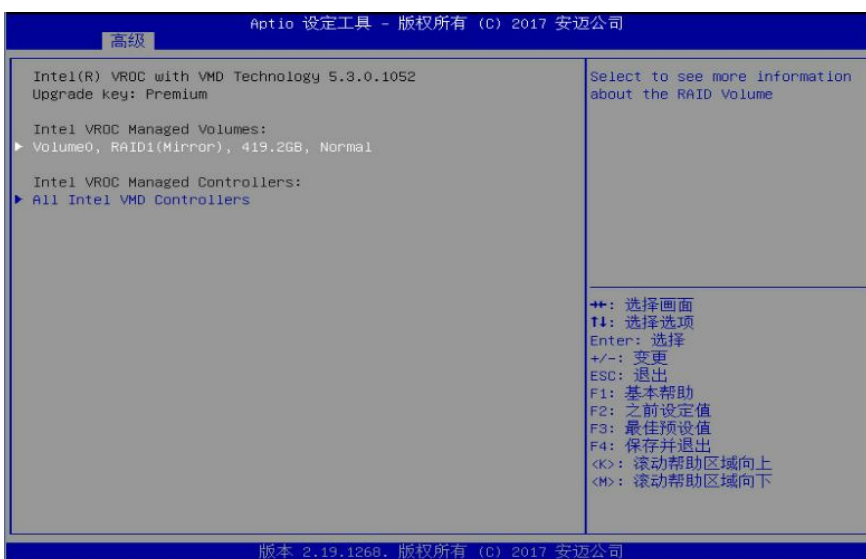 Aptio 设定工具 - 版权所有 (C) 2017 安迈公司
高级
Intel(R) VROC with VMD Technology 5.3.0.1052
Upgrade key: Premium
Intel VROC Managed Volumes:
▶ Volume0, RAID1(Mirror), 419.2GB, Normal
Intel VROC Managed Controllers:
▶ All Intel VMD Controllers
Select to see more information
about the RAID Volume
→←: 选择画面
↑↓: 选择选项
Enter: 选择
+/-: 变更
ESC: 退出
F1: 基本帮助
F2: 之前设定值
F3: 最佳预设值
F4: 保存并退出
<K>: 滚动帮助区域向上
<M>: 滚动帮助区域向下
版本 2.19.1268. 版权所有 (C) 2017 安迈公司